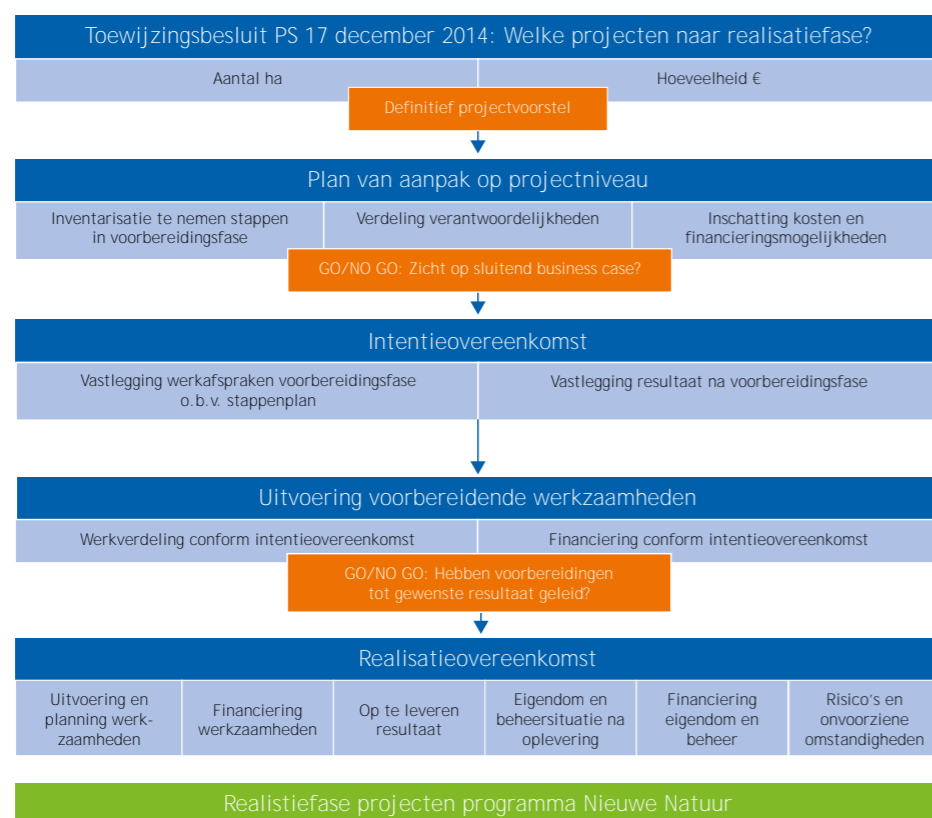 Toewijzingsbesluit PS 17 december 2014: Welke projecten naar realisatiefase?
Aantal ha
Hoeveelheid €
Definitief projectvoorstel
Plan van aanpak op projectniveau
Inventarisatie te nemen stappen
in voorbereidingsfase
Verdeling verantwoordelijkheden
Inschatting kosten en
financieringsmogelijkheden
GO/NO GO: Zicht op sluitend business case?
Intentieovereenkomst
Vastlegging werkafspraken voorbereidingsfase
o.b.v. stappenplan
Vastlegging resultaat na voorbereidingsfase
Uitvoering voorbereidende werkzaamheden
Werkverdeling conform intentieovereenkomst
Financiering conform intentieovereenkomst
GO/NO GO: Hebben voorbereidingen
tot gewenste resultaat geleid?
Realisatieovereenkomst
Uitvoering en
planning werk-
zaamheden
Financiering
werkzaamheden
Op te leveren
resultaat
Eigendom en
beheersituatie na
oplevering
Financiering
eigendom en
beheer
Risico's en
onvoorziene
omstandigheden
Realistiefase projecten programma Nieuwe Natuur